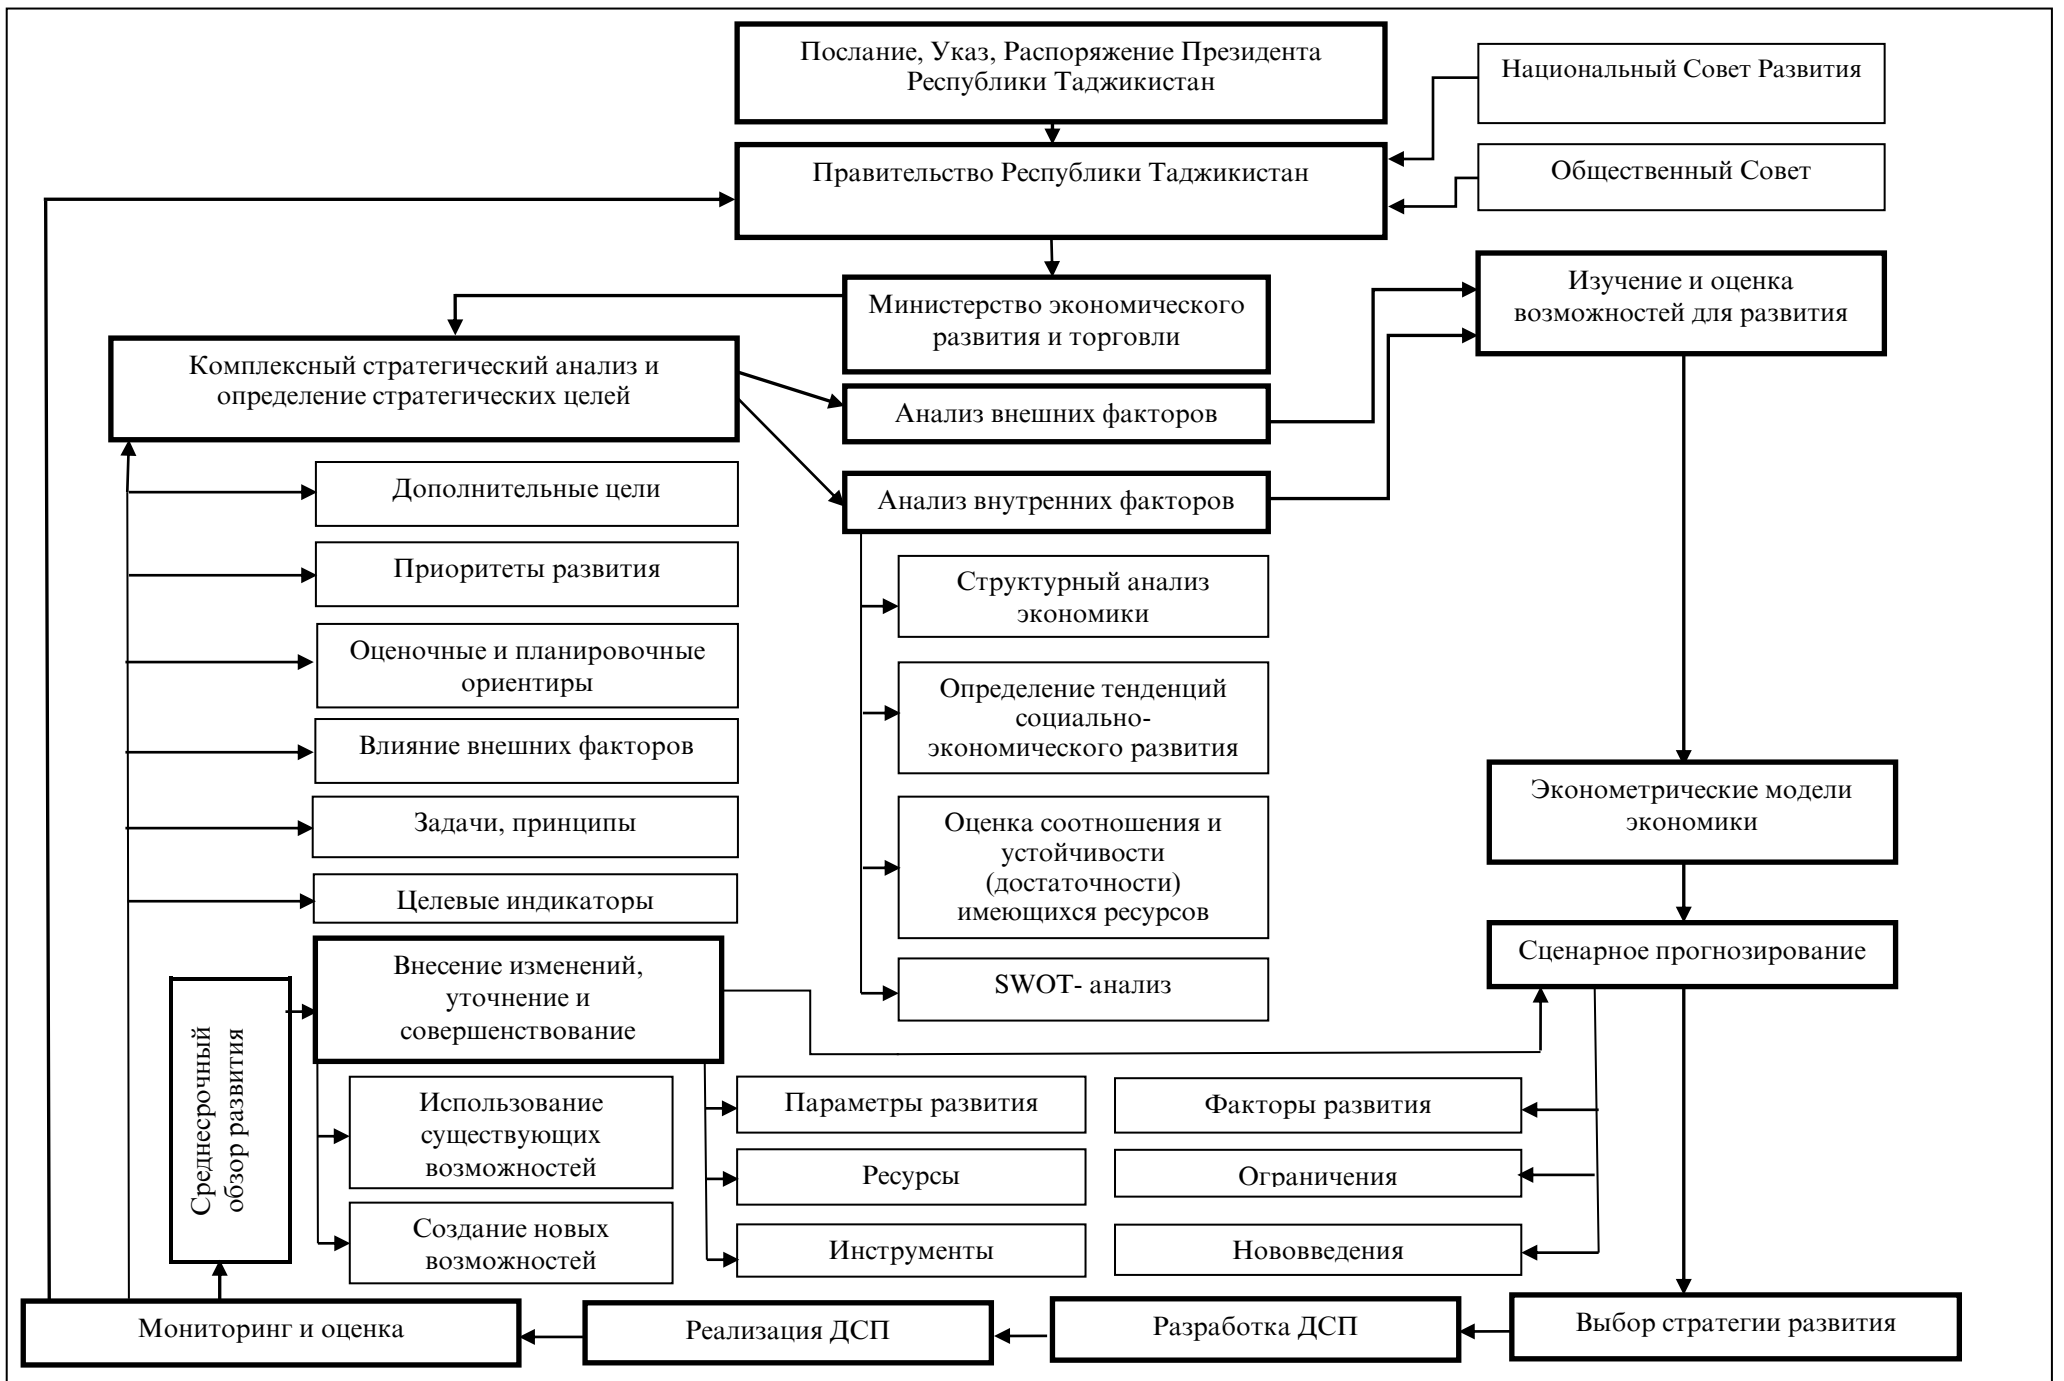 Послание, Указ, Распоряжение Президента
Республики Таджикистан
Национальный Совет Развития
Правительство Республики Таджикистан
Общественный Совет
Министерство экономического
развития и торговли
Изучение и оценка
возможностей для развития
Комплексный стратегический анализ и
определение стратегических целей
Анализ внешних факторов
Анализ внутренних факторов
Дополнительные цели
Приоритеты развития
Оценочные и планировочные
ориентиры
Влияние внешних факторов
Задачи, принципы
Целевые индикаторы
Структурный анализ
экономики
Определение тенденций
социально-
экономического развития
Оценка соотношения и
устойчивости
(достаточности)
имеющихся ресурсов
SWOT- анализ
Эконометрические модели
экономики
Сценарное прогнозирование
Внесение изменений,
уточнение и
совершенствование
Среднесрочный
обзор развития
Использование
существующих
возможностей
Создание новых
возможностей
Параметры развития
Ресурсы
Инструменты
Факторы развития
Ограничения
Нововведения
Мониторинг и оценка
Реализация ДСП
Разработка ДСП
Выбор стратегии развития